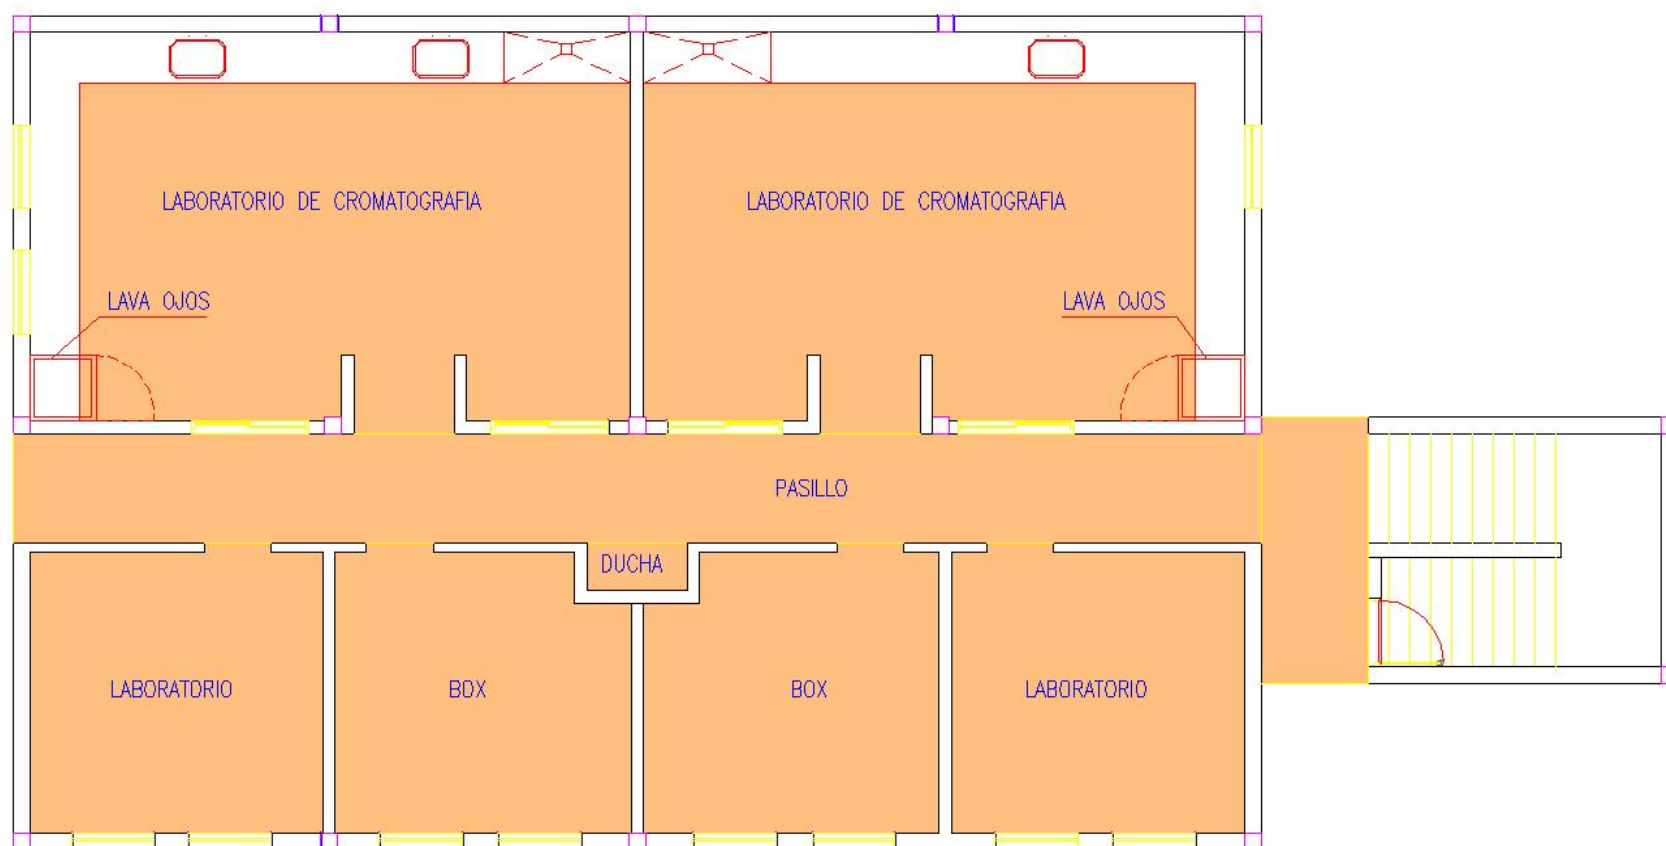 LABORATORIO DE CROMATOGRAFIA
LABORATORIO DE CROMATOGRAFIA
LAVA OJOS
LAVA OJOS
PASILLO
DUCHA
LABORATORIO
BOX
BOX
LABORATORIO